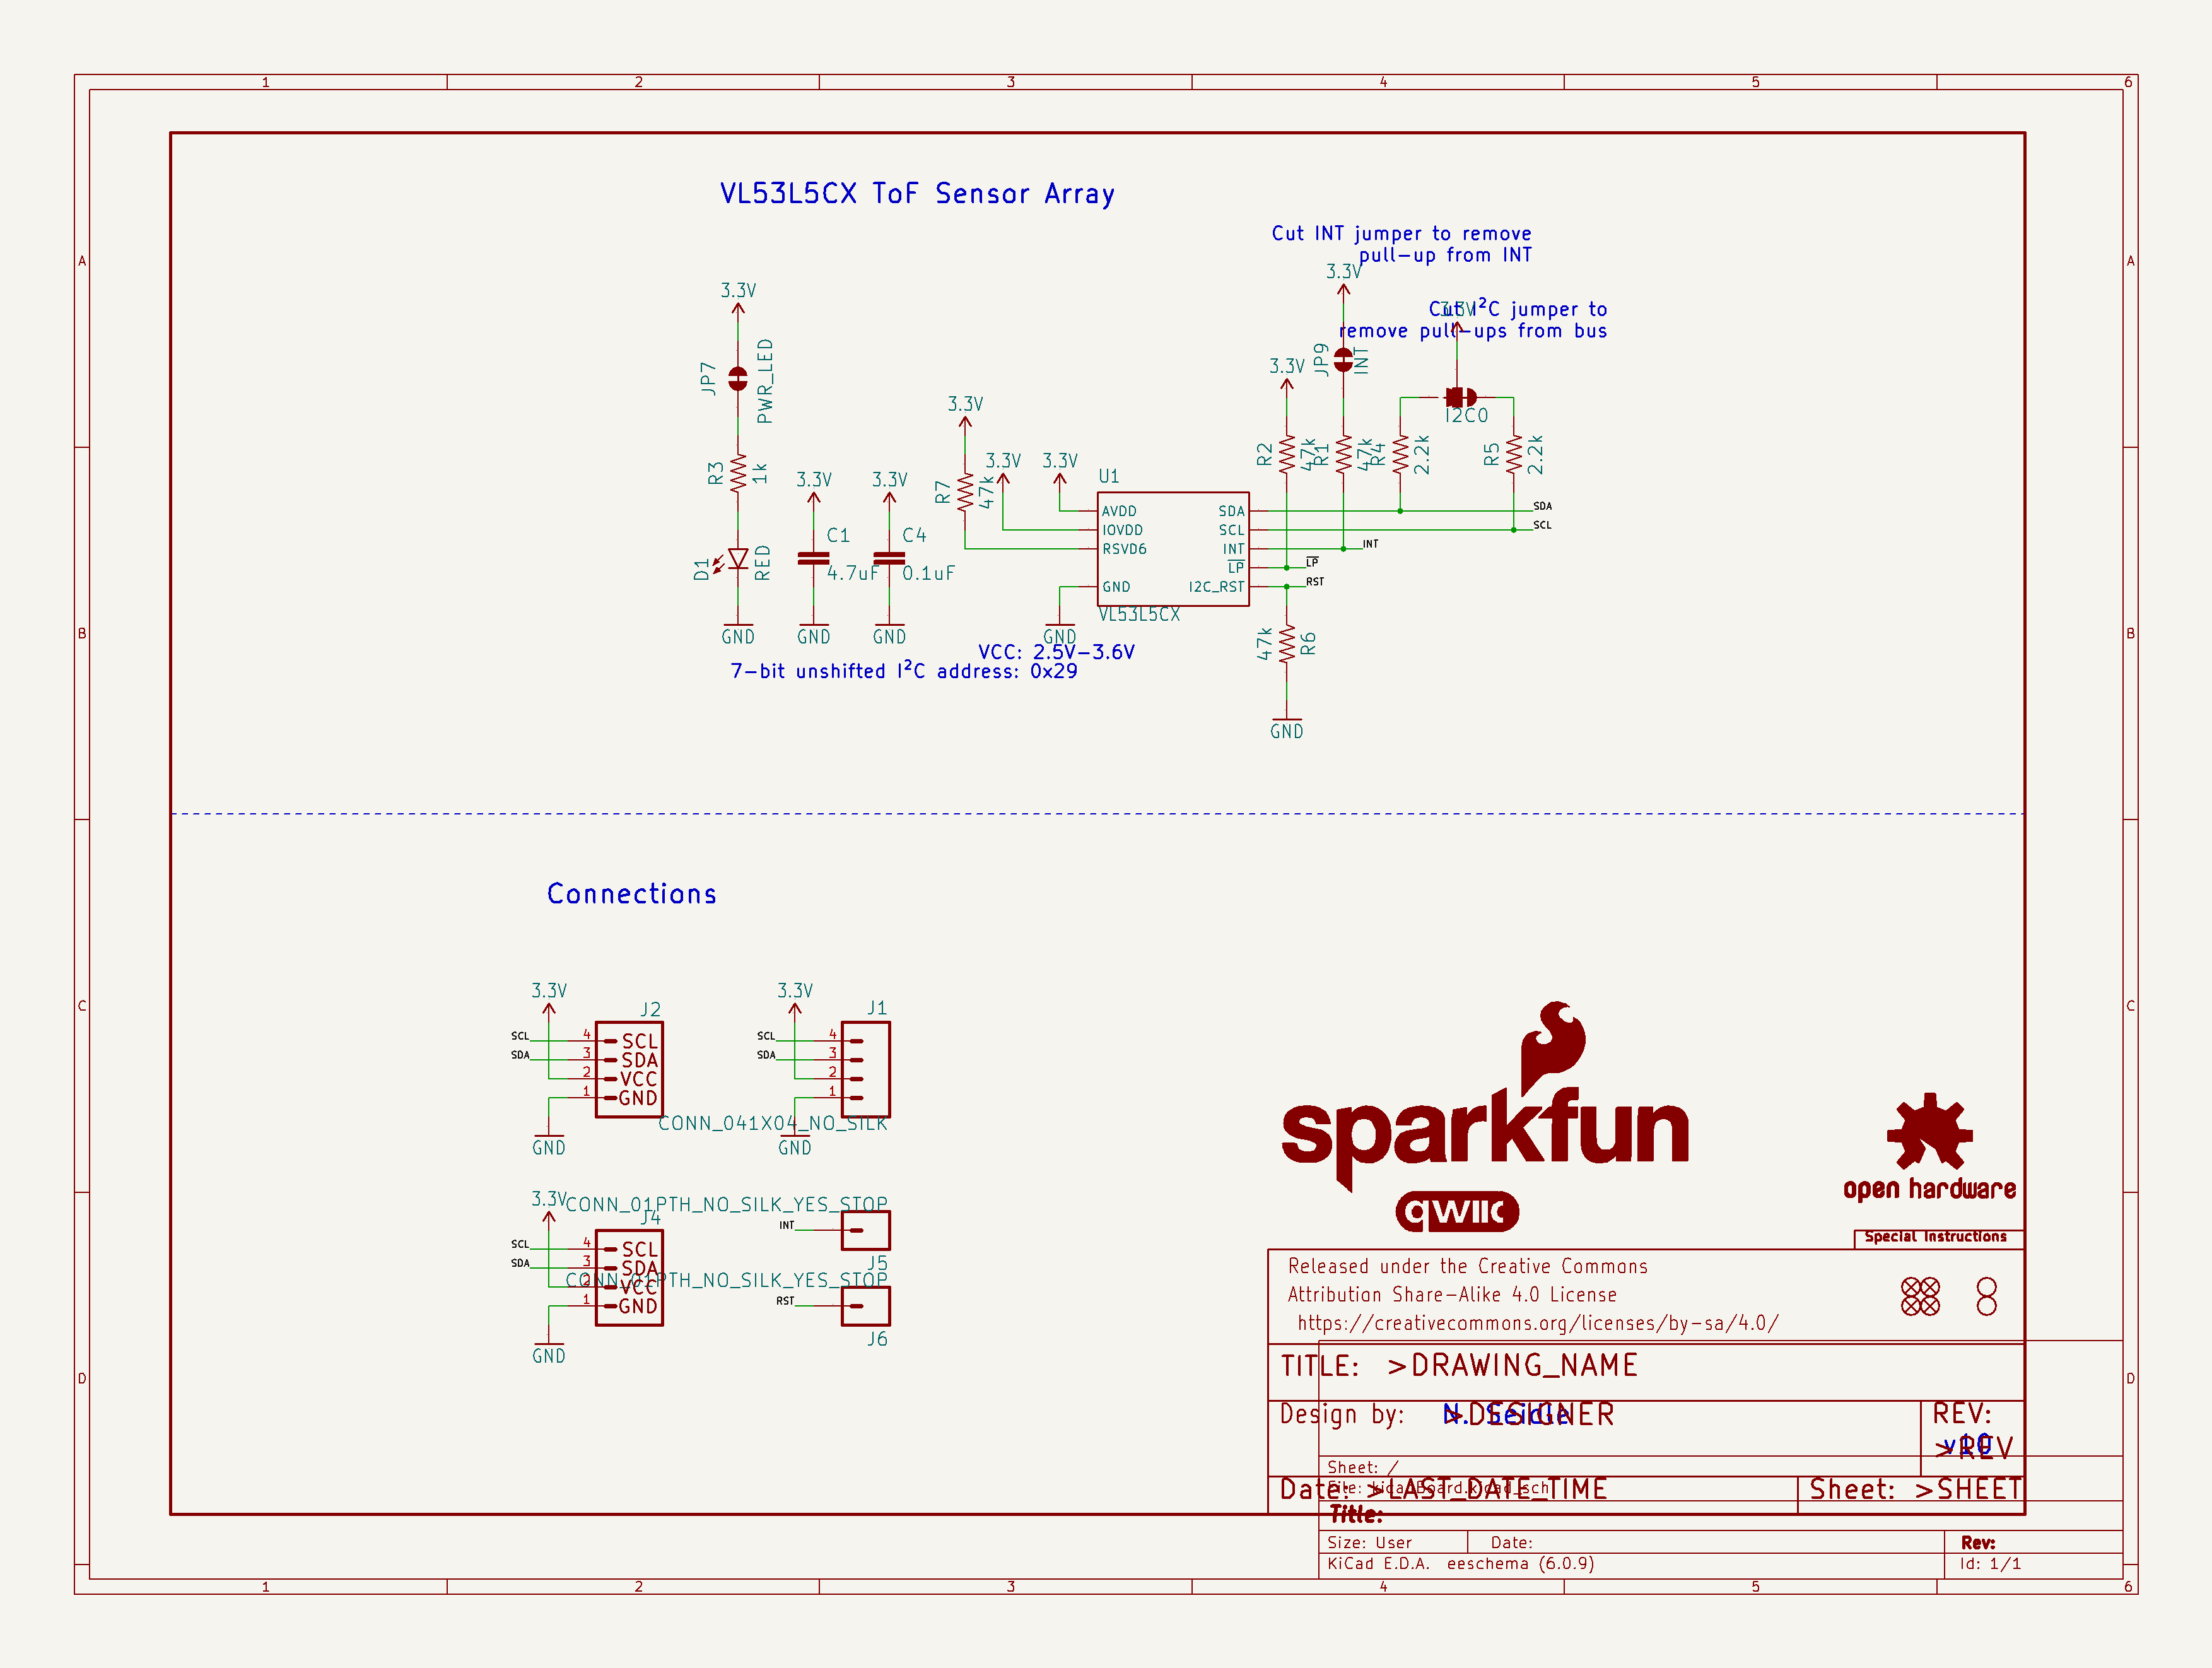 1 2 3 4 5 6
A
B
C
D
A
B
C
D
VL53L5CX ToF Sensor Array
Cut INT jumper to remove
pull-up from INT
3.3V
Cut I²C jumper to
remove pull-ups from bus
3.3V
3.3V
JP7
PWR_LED
R3
1k
D1
RED
GND
3.3V
C1
4.7uF
GND
3.3V
C4
0.1uF
GND
3.3V
R7
47k
3.3V
3.3V
U1
AVDD
IOVDD
RSVD6
GND
SDA
SCL
INT
LP
I2C_RST
VL53L5CX
GND
VCC: 2.5V-3.6V
7-bit unshifted I²C address: 0x29
3.3V
JP9
INT
I2C0
R2
47k
R1
47k
R4
2.2k
R5
2.2k
SDA
SCL
INT
LP
RST
47k
R6
GND
Connections
3.3V
J2
SCL
SDA
4 SCL
3 SDA
2 VCC
1 GND
GND
3.3V
J1
SCL
SDA
4
3
2
1
CONN_041X04_NO_SILK
GND
3.3V
J4
SCL
SDA
4 SCL
3 SDA
2 VCC
1 GND
GND
CONN_01PTH_NO_SILK_YES_STOP
INT
J5
CONN_01PTH_NO_SILK_YES_STOP
RST
J6
sparkfun
qwiic
open hardware
Special Instructions
Released under the Creative Commons
Attribution Share-Alike 4.0 License
https://creativecommons.org/licenses/by-sa/4.0/
TITLE: >DRAWING_NAME
Design by: N. Seidle
>DESIGNER
REV:
v10
>REV
Date: >LAST_DATE_TIME
Sheet: >SHEET
Sheet: /
File: kicadBoard.kicad_sch
Title:
Size: User Date: Rev:
KiCad E.D.A. eeschema (6.0.9) Id: 1/1
1 2 3 4 5 6